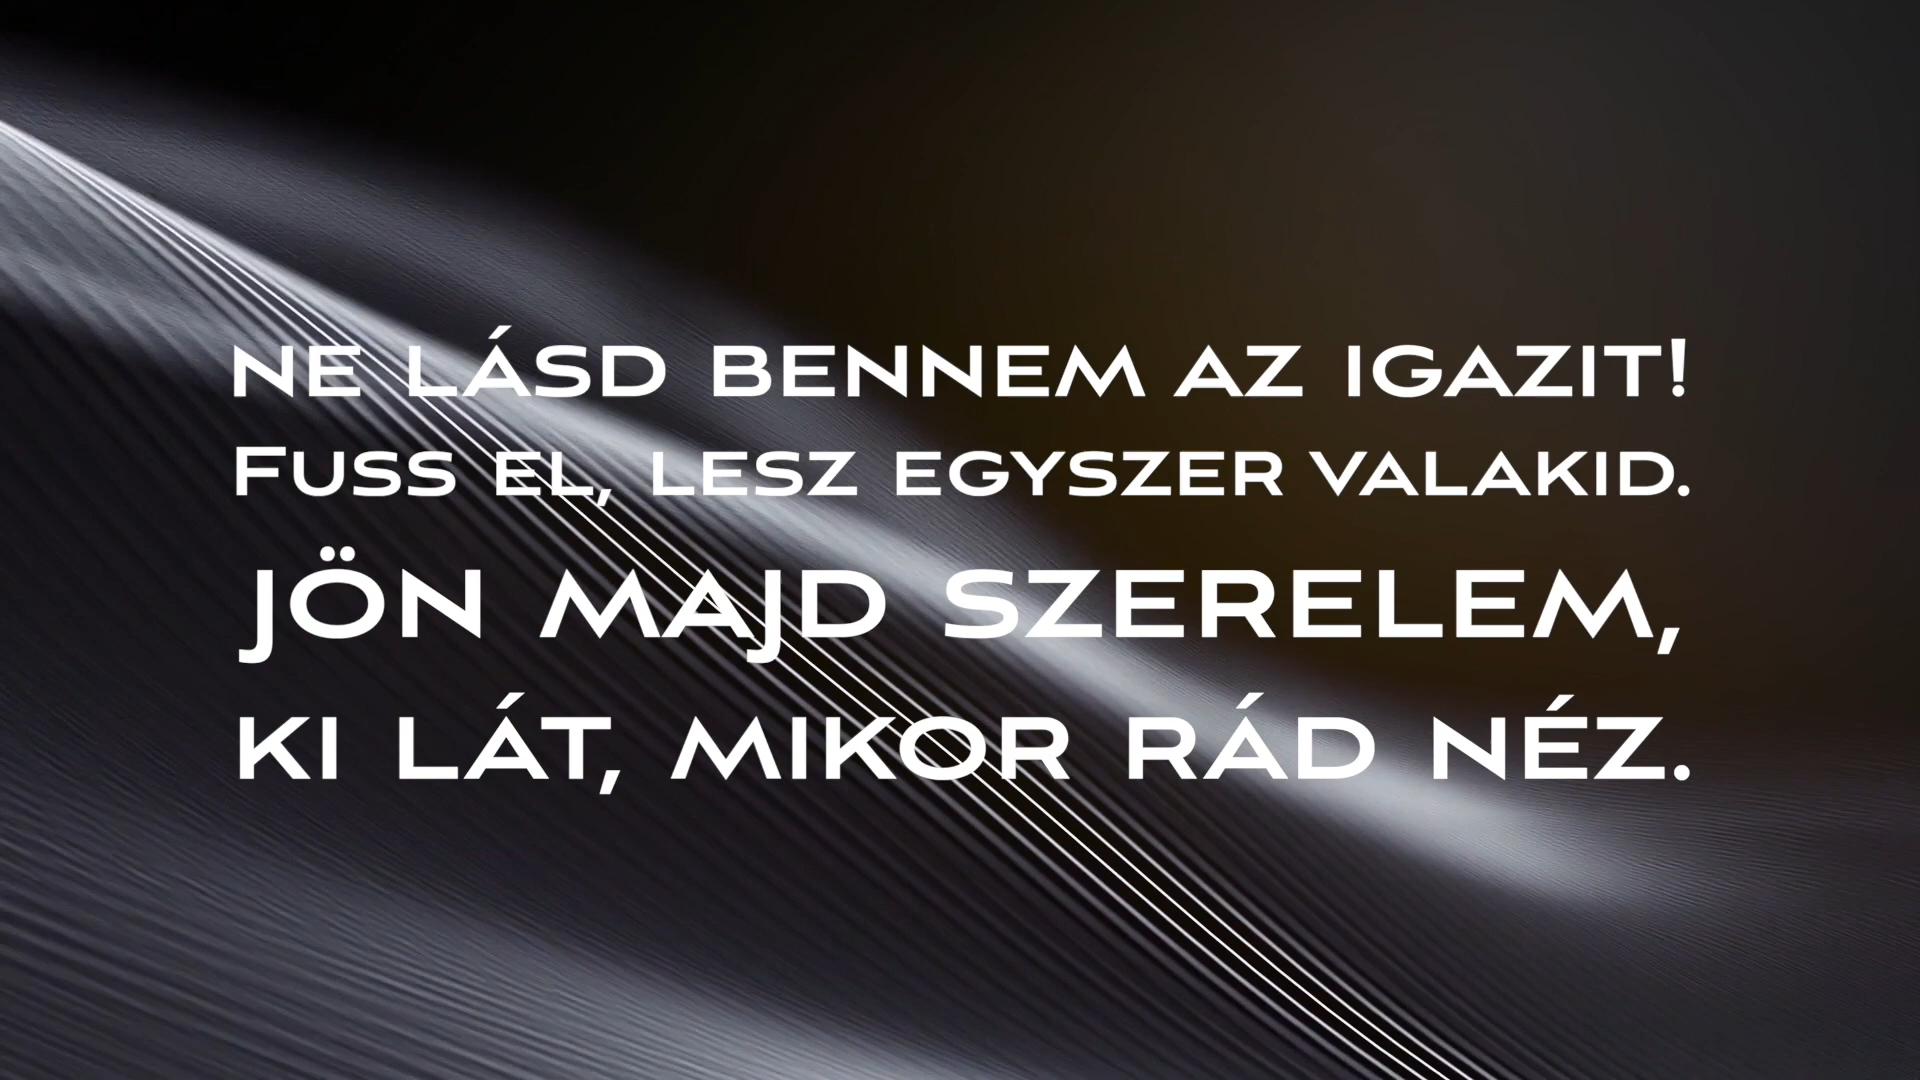 NE LÁSD BENNEM AZ IGAZIT!
FUSS EL, LESZ EGYSZER VALAKID.
JÖN MAJD SZERELEM,
KI LÁT, MIKOR RÁD NÉZ.